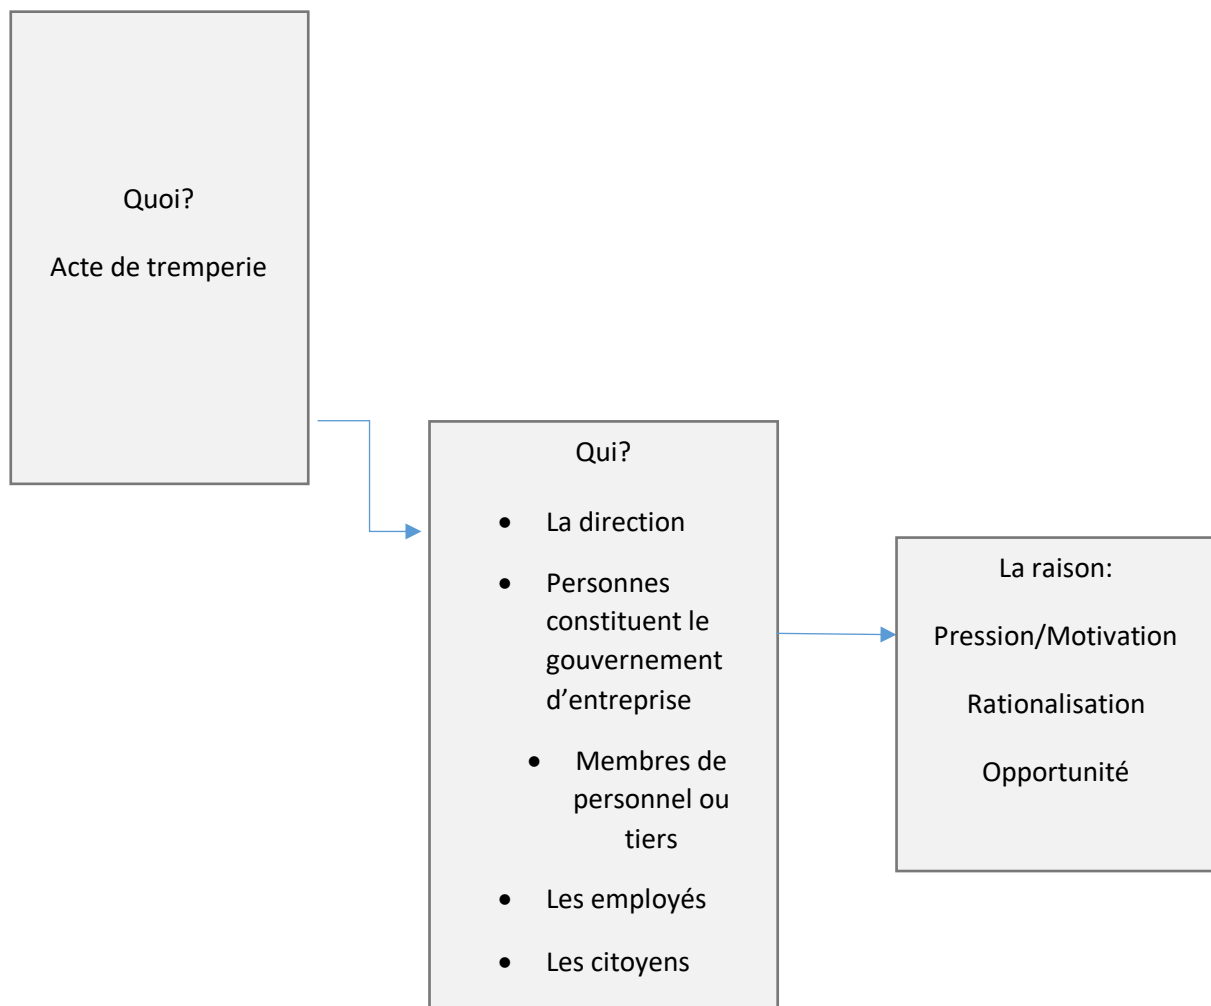 Quoi?
Acte de tremperie
Qui?
• La direction
• Personnes
constituent le
gouvernement
d’entreprise
• Membres de
personnel ou
tiers
• Les employés
• Les citoyens
La raison:
Pression/Motivation
Rationalisation
Opportunité